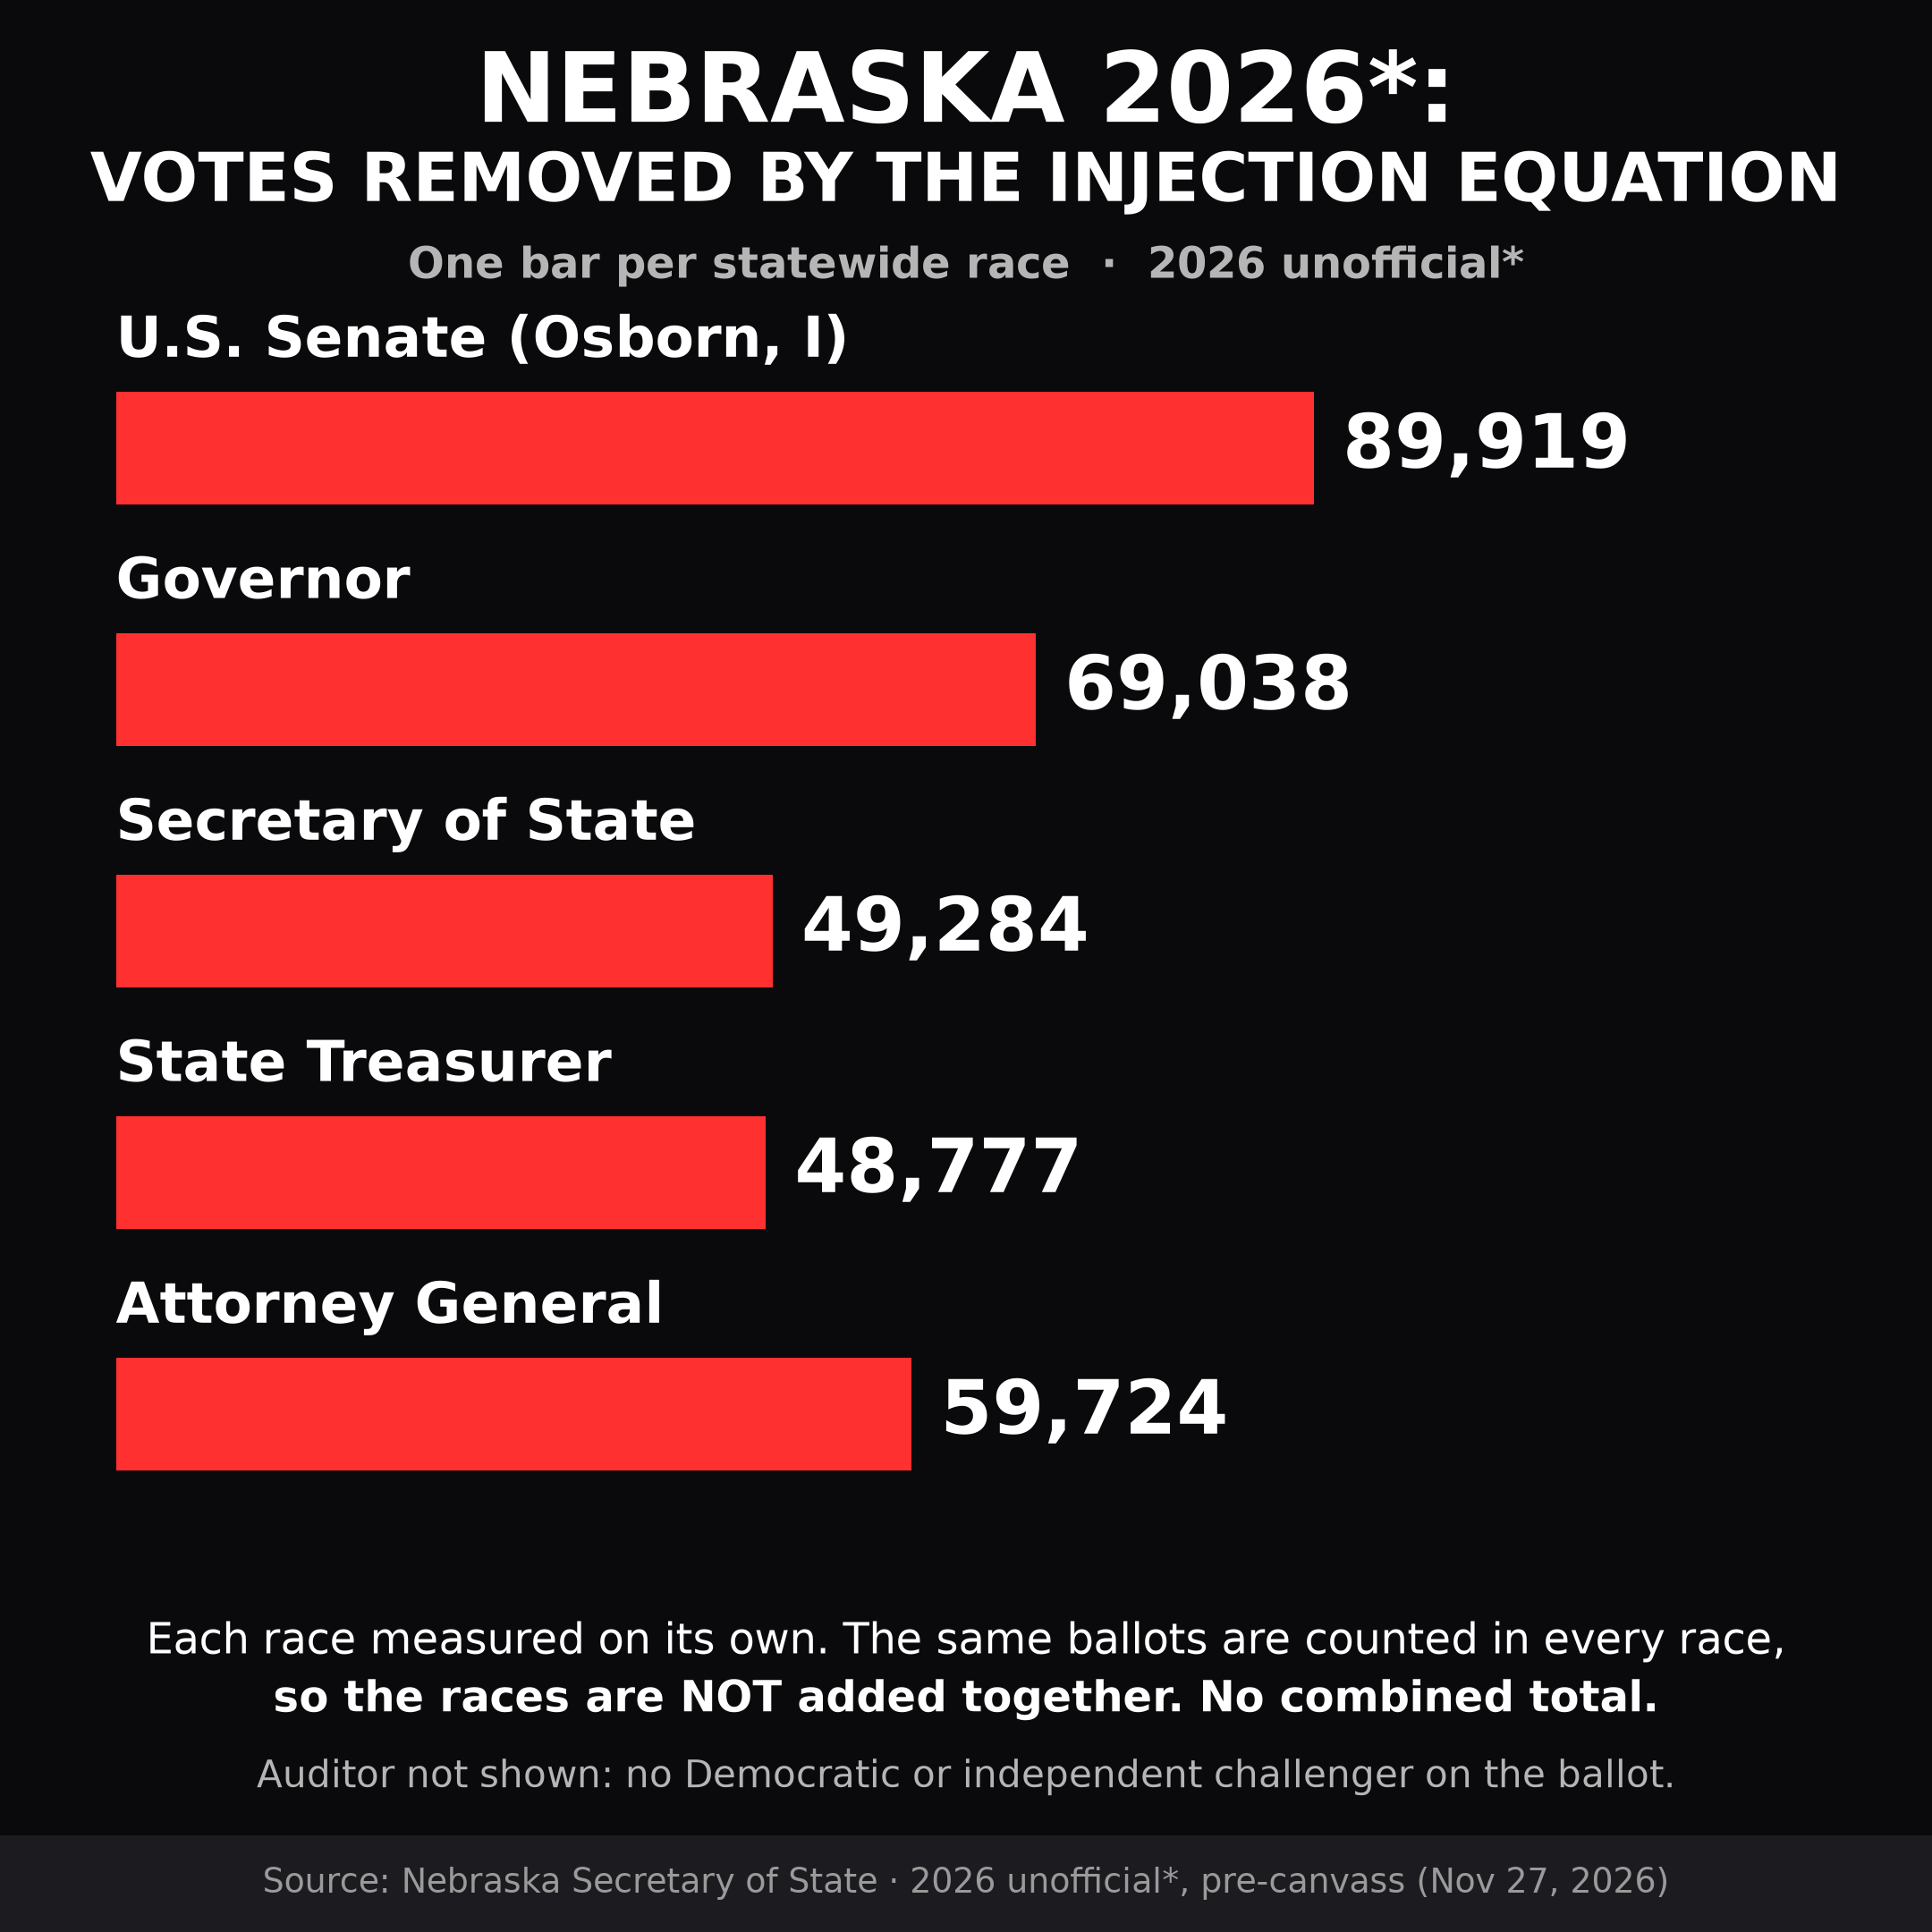 NEBRASKA 2026*:
VOTES REMOVED BY THE INJECTION EQUATION
One bar per statewide race · 2026 unofficial*
U.S. Senate (Osborn, I)
89,919
Governor
69,038
Secretary of State
49,284
State Treasurer
48,777
Attorney General
59,724
Each race measured on its own. The same ballots are counted in every race,
so the races are NOT added together. No combined total.
Auditor not shown: no Democratic or independent challenger on the ballot.
Source: Nebraska Secretary of State · 2026 unofficial*, pre-canvass (Nov 27, 2026)